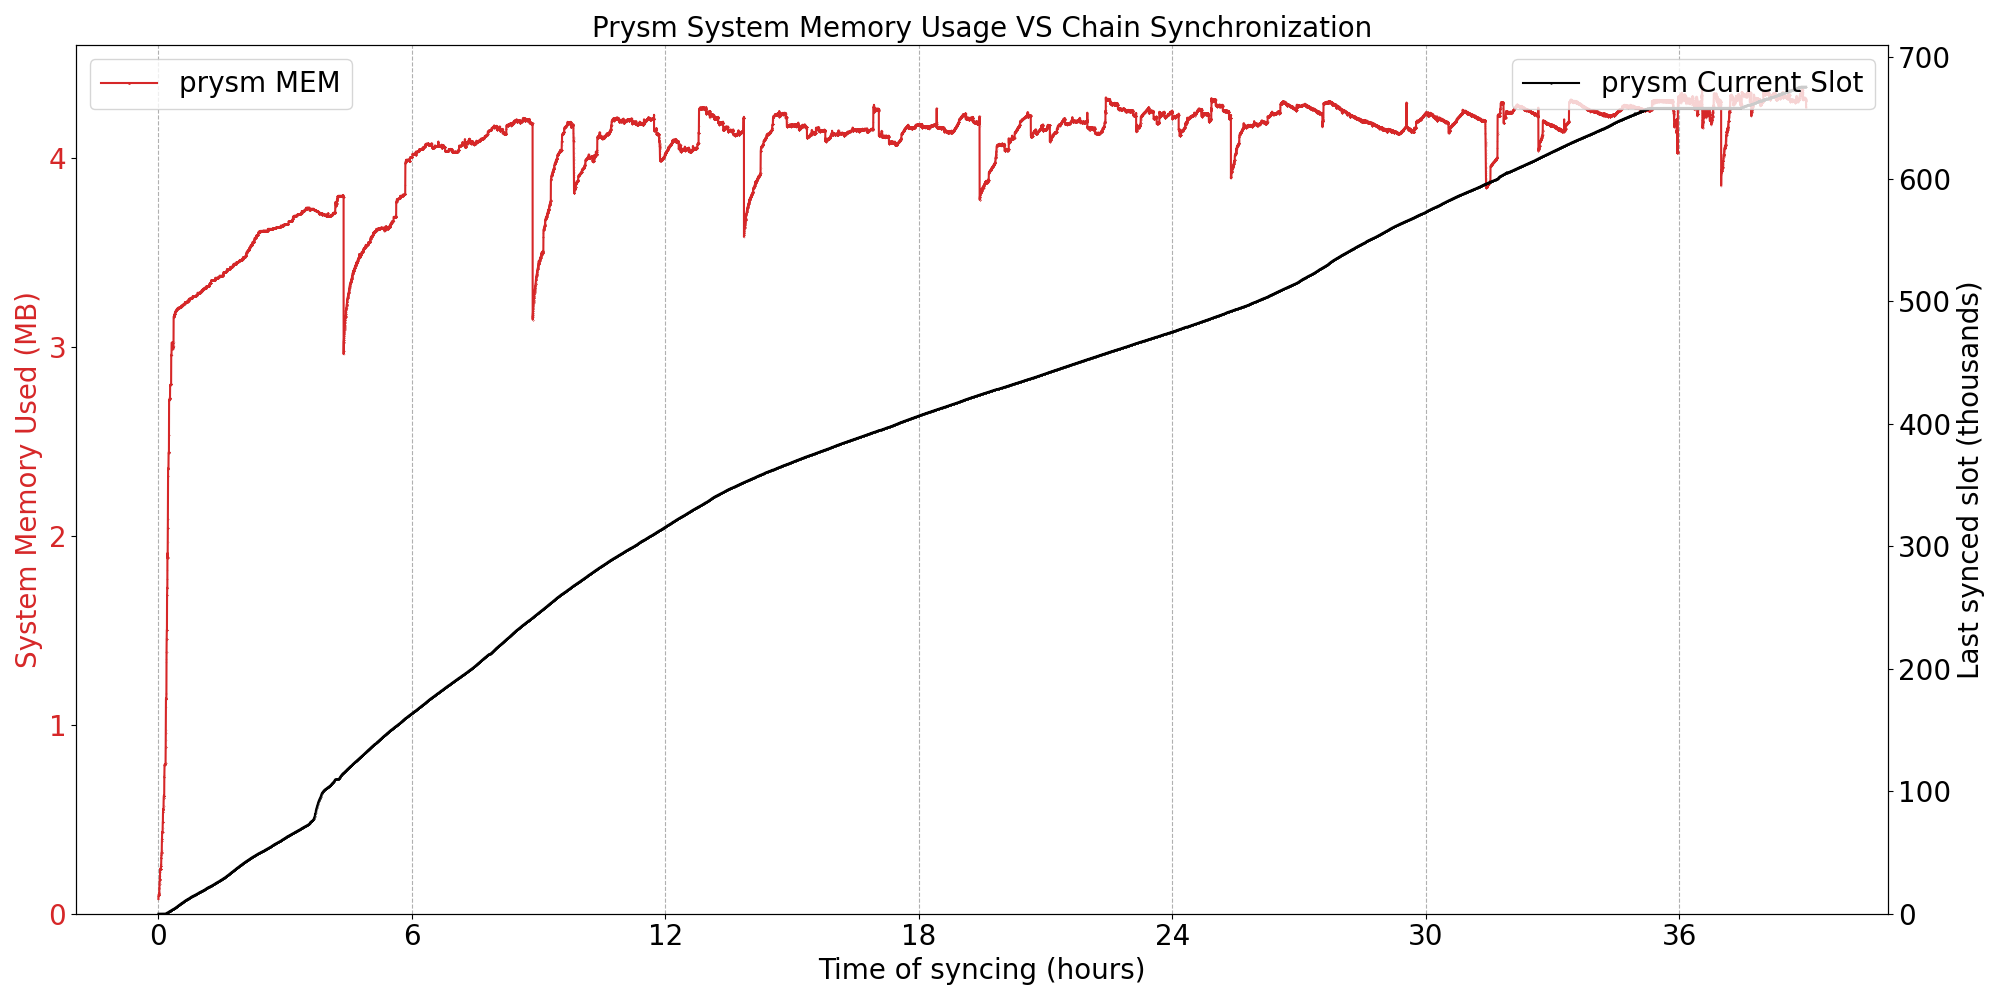 Prysm System Memory Usage VS Chain Synchronization
prysm MEM
prysm Current Slot
System Memory Used (MB)
4
3
2
1
0
Last synced slot (thousands)
700
600
500
400
300
200
100
0
0 6 12 18 24 30 36
Time of syncing (hours)